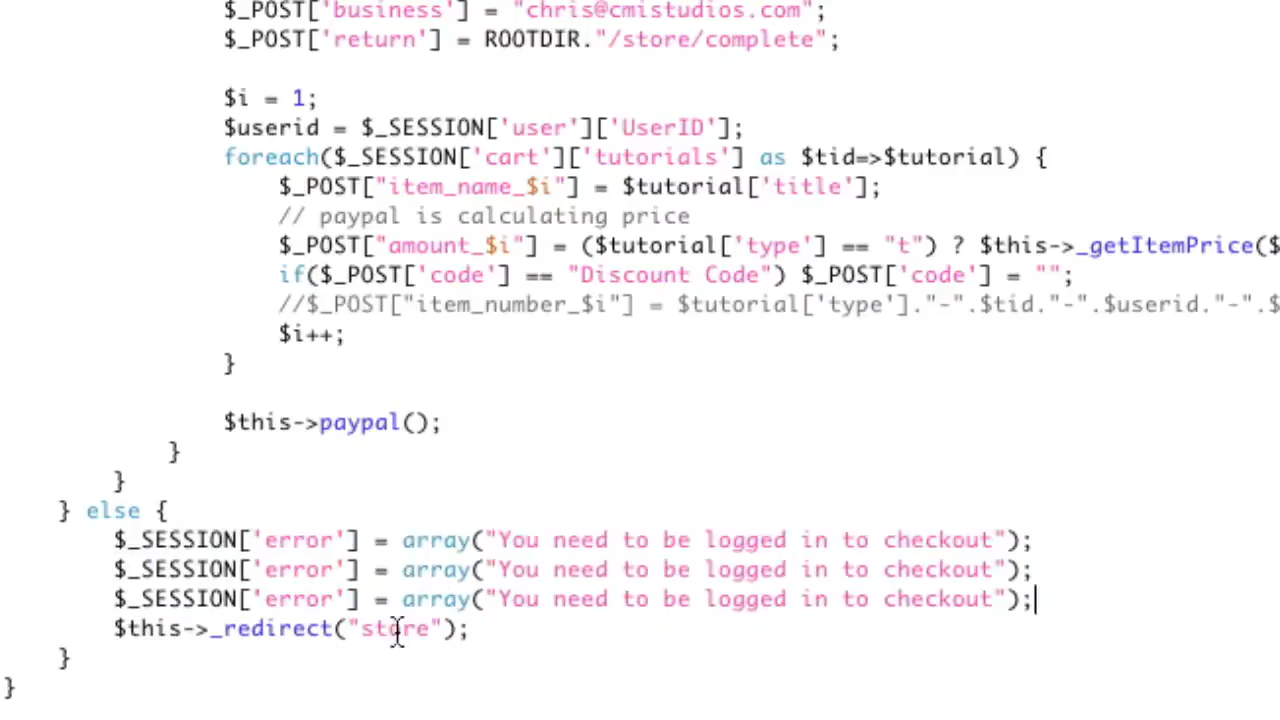 $_POST['business'] = "chris@cmistudios.com";
$_POST['return'] = ROOTDIR."/store/complete";
$i = 1;
$userid = $_SESSION['user']['UserID'];
foreach($_SESSION['cart']['tutorials'] as $tid=>$tutorial) {
$_POST["item_name_$i"] = $tutorial['title'];
// paypal is calculating price
$_POST["amount_$i"] = ($tutorial['type'] == "t") ? $this->_getItemPrice($
if($_POST['code'] == "Discount Code") $_POST['code'] = "";
//$_POST["item_number_$i"] = $tutorial['type']."-".$tid."-".$userid."-".$
$i++;
}
$this->paypal();
}
}
} else {
$_SESSION['error'] = array("You need to be logged in to checkout");
$_SESSION['error'] = array("You need to be logged in to checkout");
$_SESSION['error'] = array("You need to be logged in to checkout");
$this->_redirect("store");
}
}